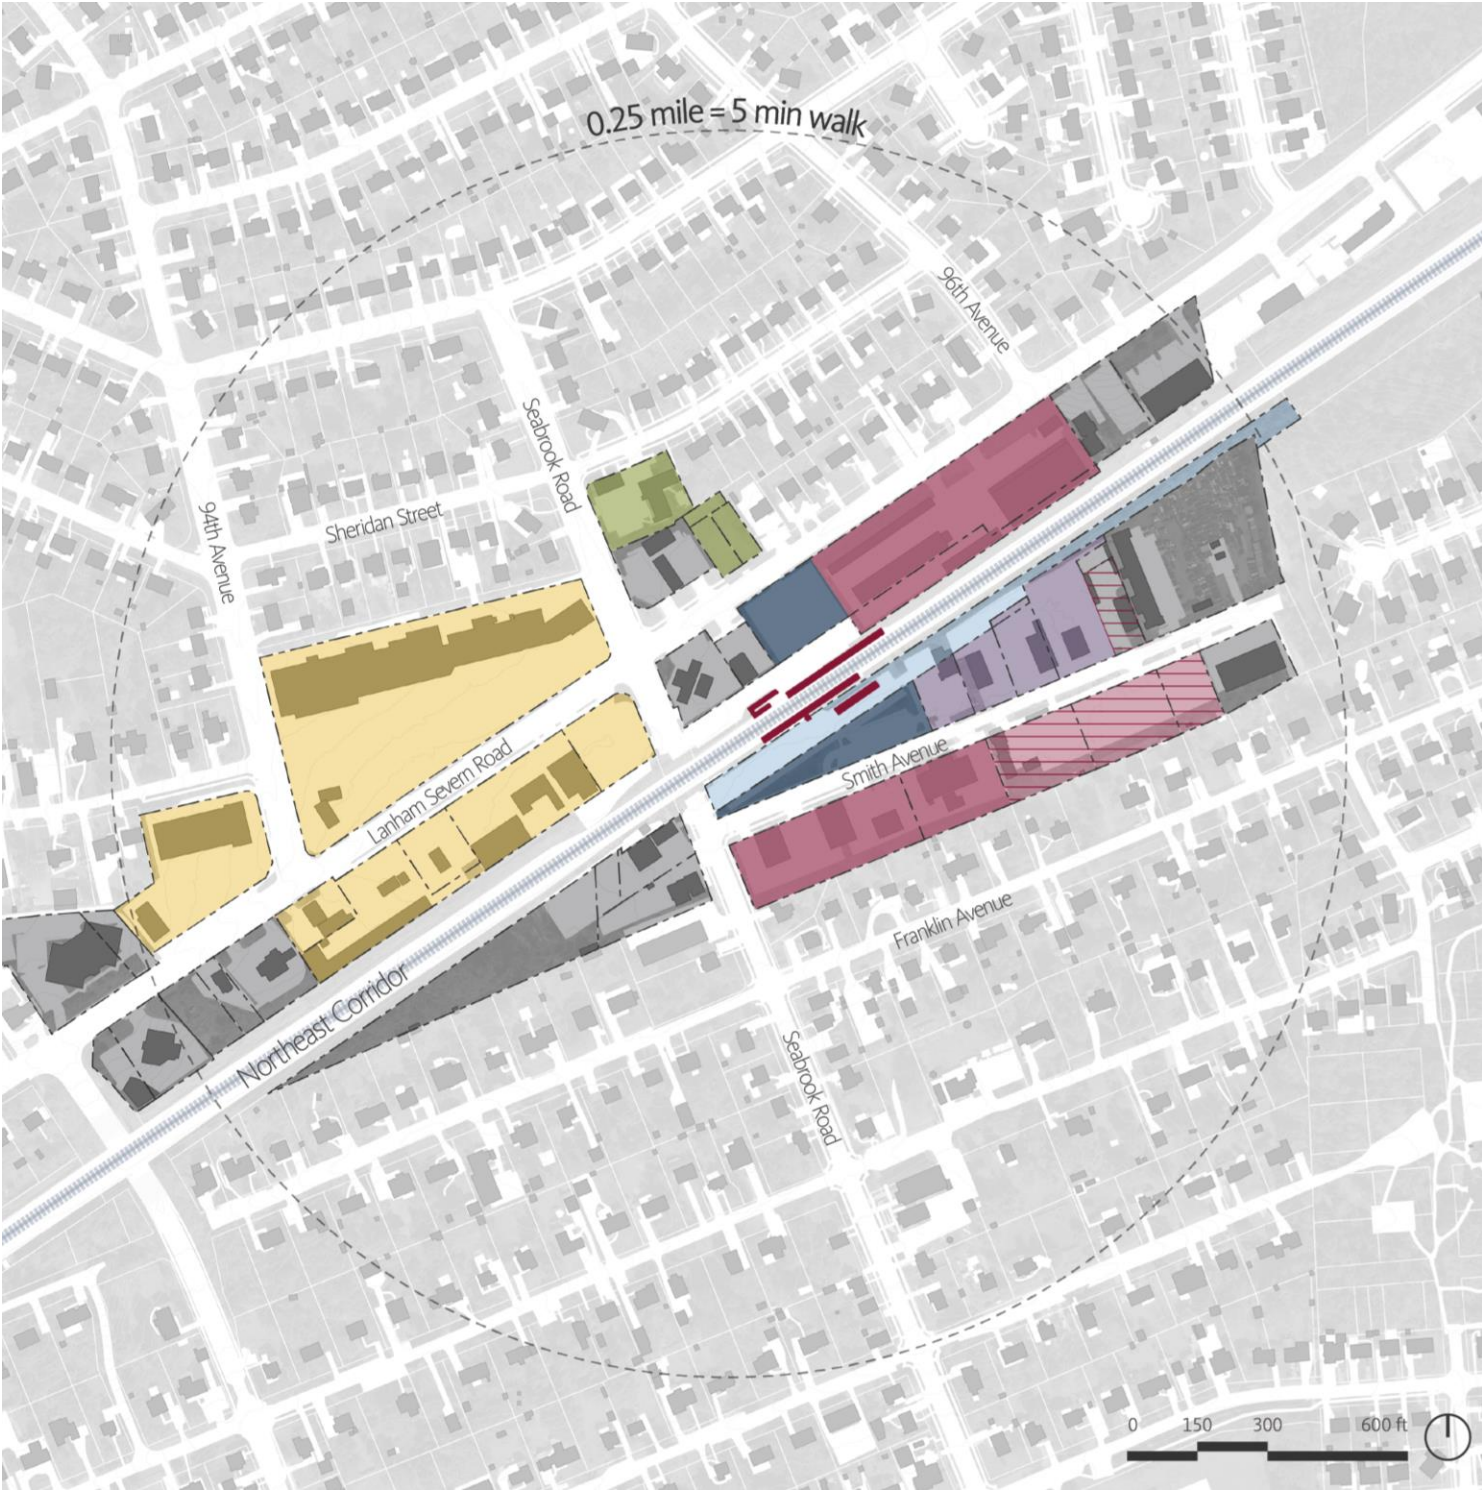 0.25 mile = 5 min walk
96th Avenue
Seabrook Road
94th Avenue
Sheridan Street
Lanham Severn Road
Smith Avenue
Franklin Avenue
Northeast Corridor
Seabrook Road
0 150 300 600 ft